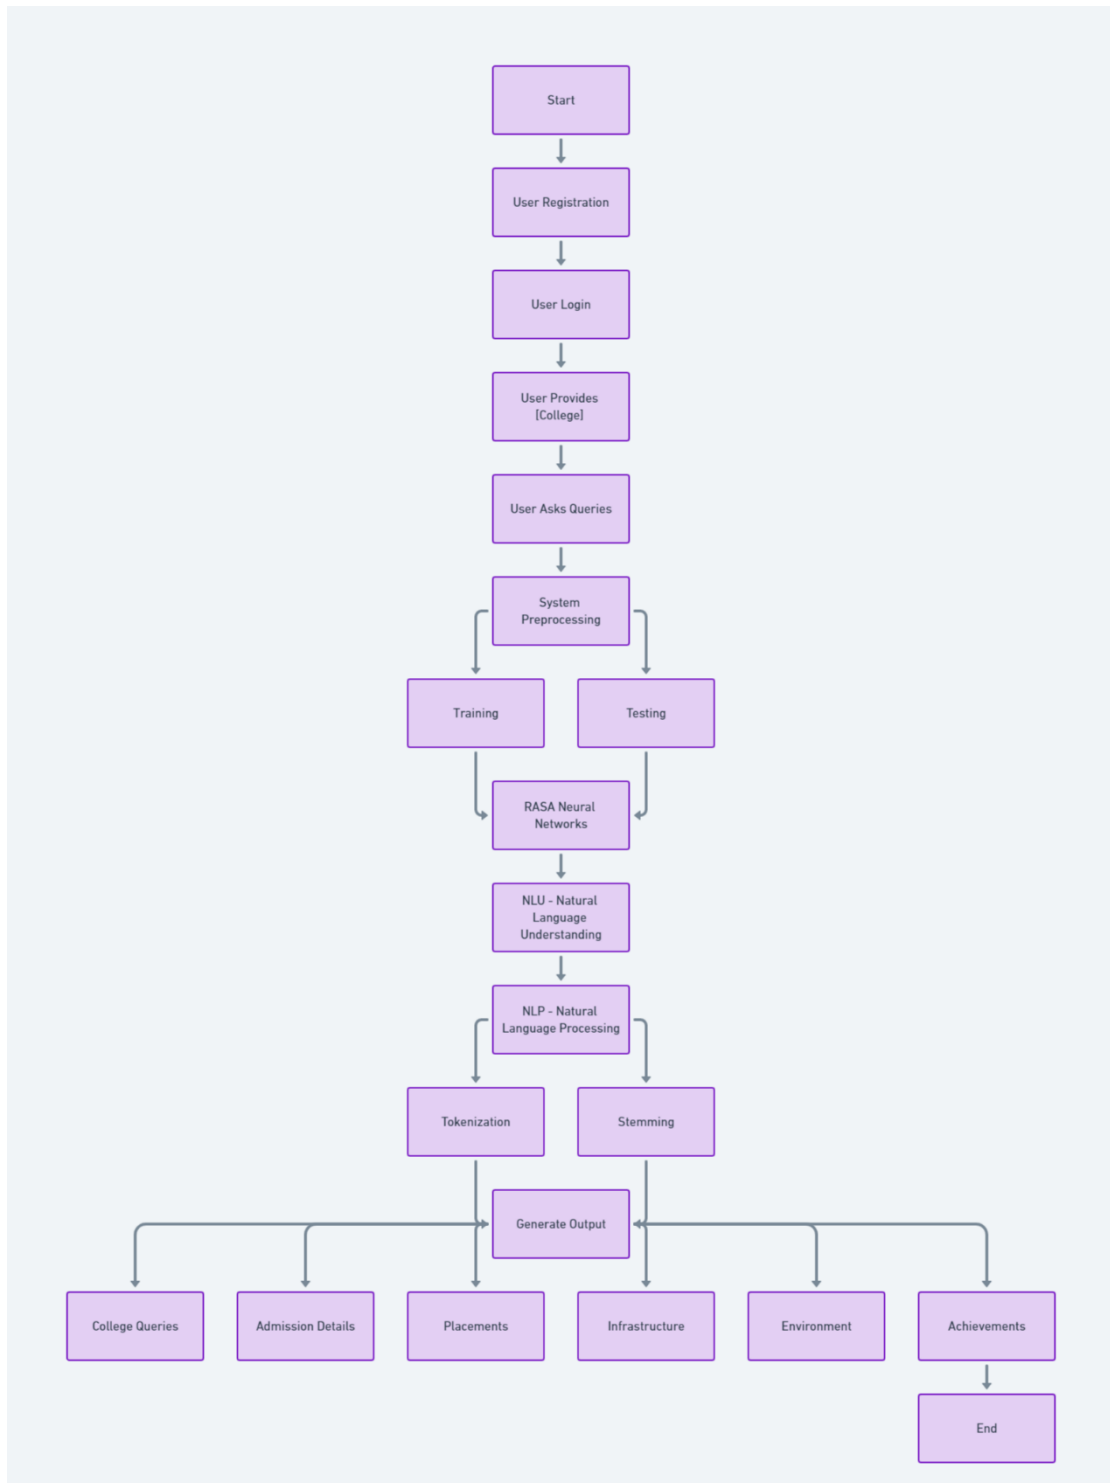 Start
User Registration
User Login
User Provides
[College]
User Asks Queries
System
Preprocessing
Training
Testing
RASA Neural
Networks
NLU - Natural
Language
Understanding
NLP - Natural
Language Processing
Tokenization
Stemming
Generate Output
College Queries
Admission Details
Placements
Infrastructure
Environment
Achievements
End